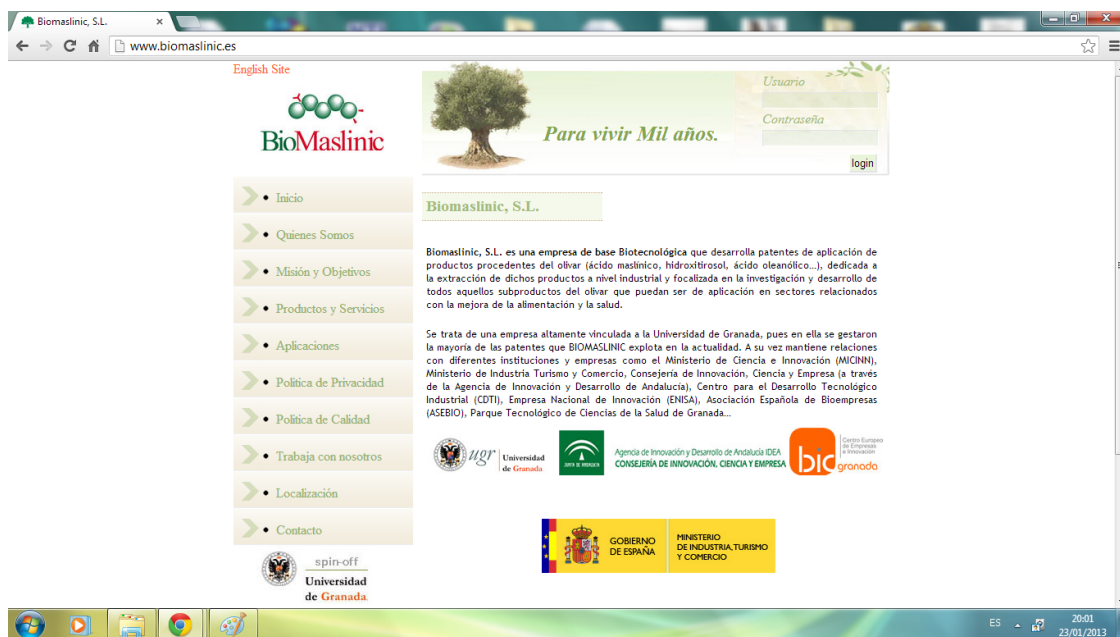 Biomaslinic, S.L.
www.biomaslinic.es
English Site
BioMaslinic
Para vivir Mil años.
Usuario
Contraseña
login
Inicio
Quienes Somos
Misión y Objetivos
Productos y Servicios
Aplicaciones
Política de Privacidad
Política de Calidad
Trabaja con nosotros
Localización
Contacto
spin-off
Universidad
de Granada
Biomaslinic, S.L.
Biomaslinic, S.L. es una empresa de base Biotecnológica que desarrolla patentes de aplicación de
productos procedentes del olivar (ácido maslínico, hidroxitirosol, ácido oleanólico...), dedicada a
la extracción de dichos productos a nivel industrial y focalizada en la investigación y desarrollo de
todos aquellos subproductos del olivar que puedan ser de aplicación en sectores relacionados
con la mejora de la alimentación y la salud.
Se trata de una empresa altamente vinculada a la Universidad de Granada, pues en ella se gestaron
la mayoría de las patentes que BIOMASLINIC explota en la actualidad. A su vez mantiene relaciones
con diferentes instituciones y empresas como el Ministerio de Ciencia e Innovación (MICINN),
Ministerio de Industria Turismo y Comercio, Consejería de Innovación, Ciencia y Empresa (a través
de la Agencia de Innovación y Desarrollo de Andalucía), Centro para el Desarrollo Tecnológico
Industrial (CDTI), Empresa Nacional de Innovación (ENISA), Asociación Española de Bioempresas
(ASEBIO), Parque Tecnológico de Ciencias de la Salud de Granada...
ugr Universidad
de Granada
JUNTA DE ANDALUCIA
Agencia de Innovación y Desarrollo de Andalucía IDEA
CONSEJERÍA DE INNOVACIÓN, CIENCIA Y EMPRESA
bic granada
Centro Europeo
de Empresas
e Innovación
GOBIERNO
DE ESPAÑA
MINISTERIO
DE INDUSTRIA, TURISMO
Y COMERCIO
ES
20:01
23/01/2013